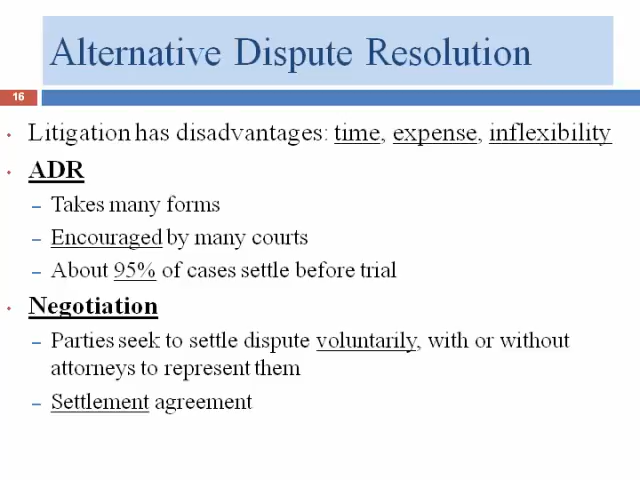 Alternative Dispute Resolution
16
• Litigation has disadvantages: time, expense, inflexibility
• ADR
– Takes many forms
– Encouraged by many courts
– About 95% of cases settle before trial
• Negotiation
– Parties seek to settle dispute voluntarily, with or without
attorneys to represent them
– Settlement agreement